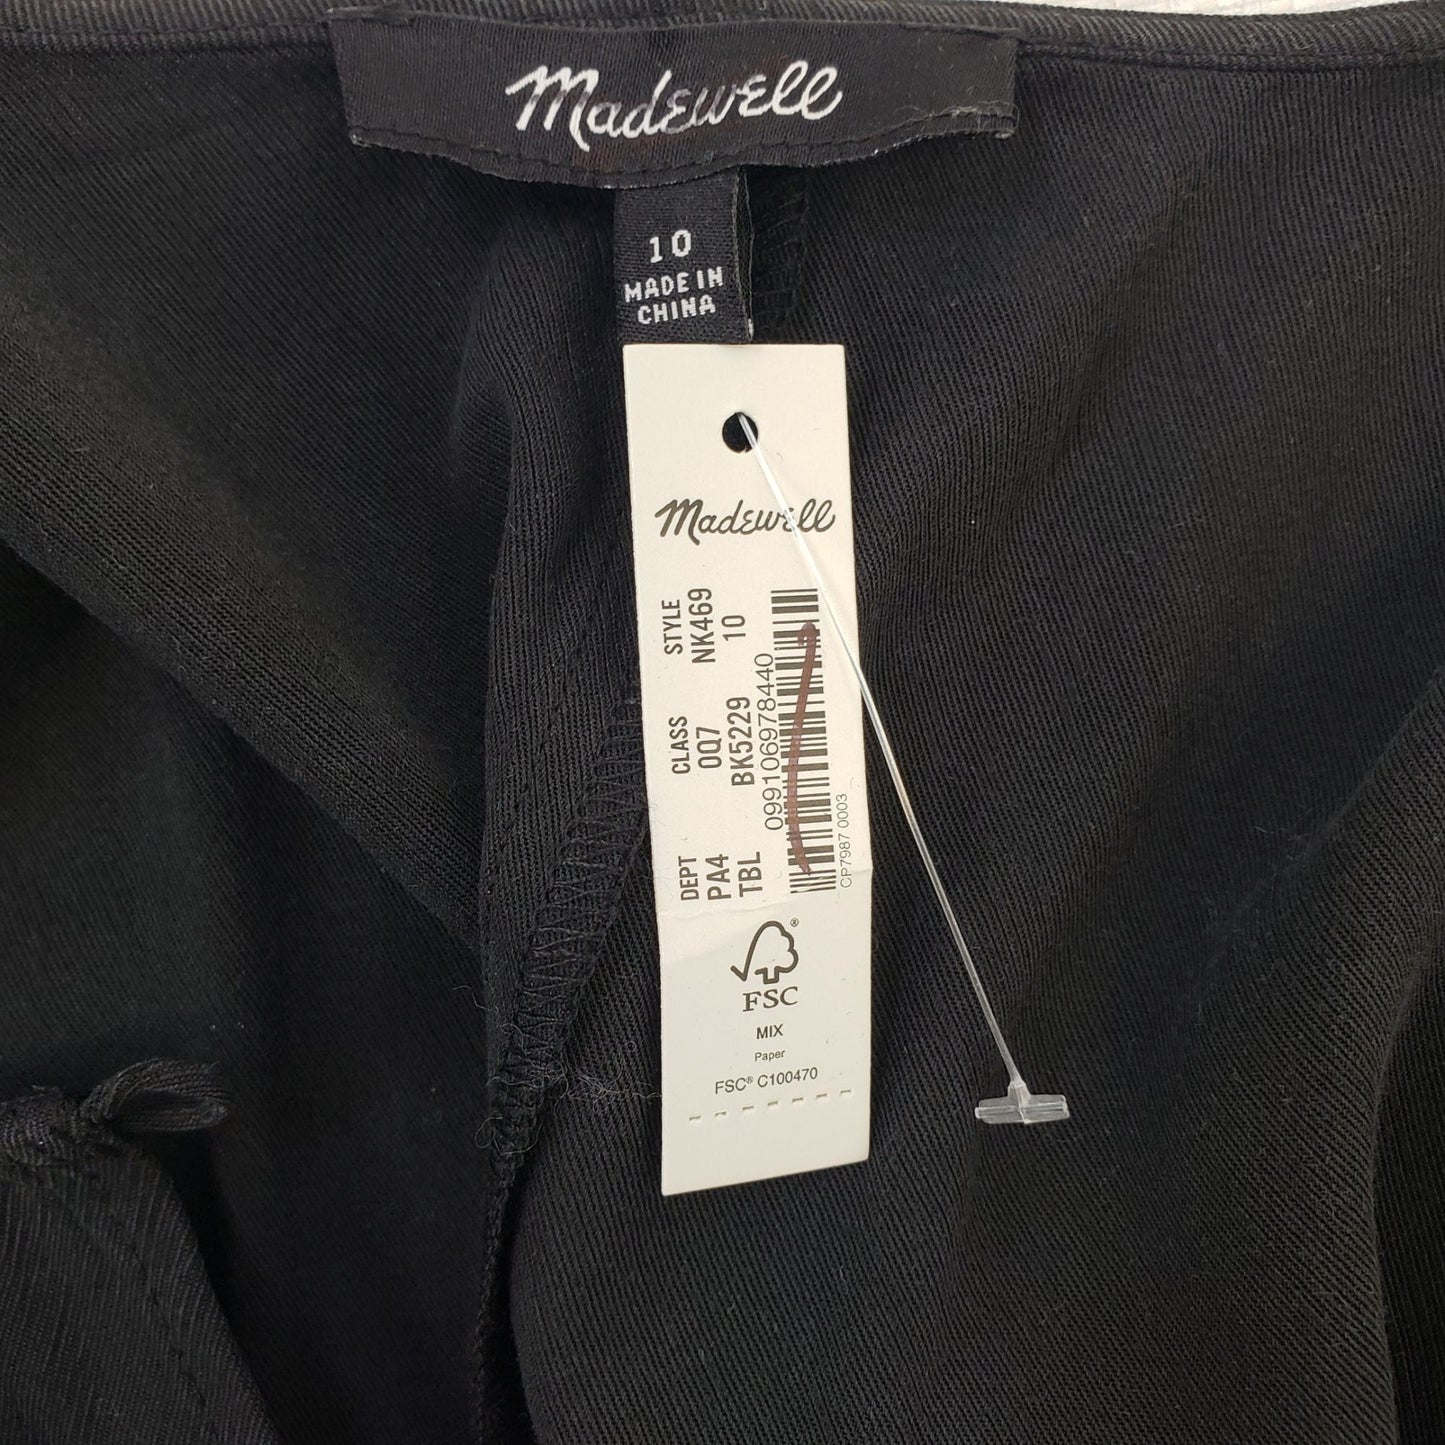 Madewell
10
MADE IN
CHINA
Madewell
DEPT CLASS STYLE
PA4 0Q7 NK469
TBL BK5229 10
099106978440
CP7987 0003
FSC
MIX
Paper
FSC® C100470